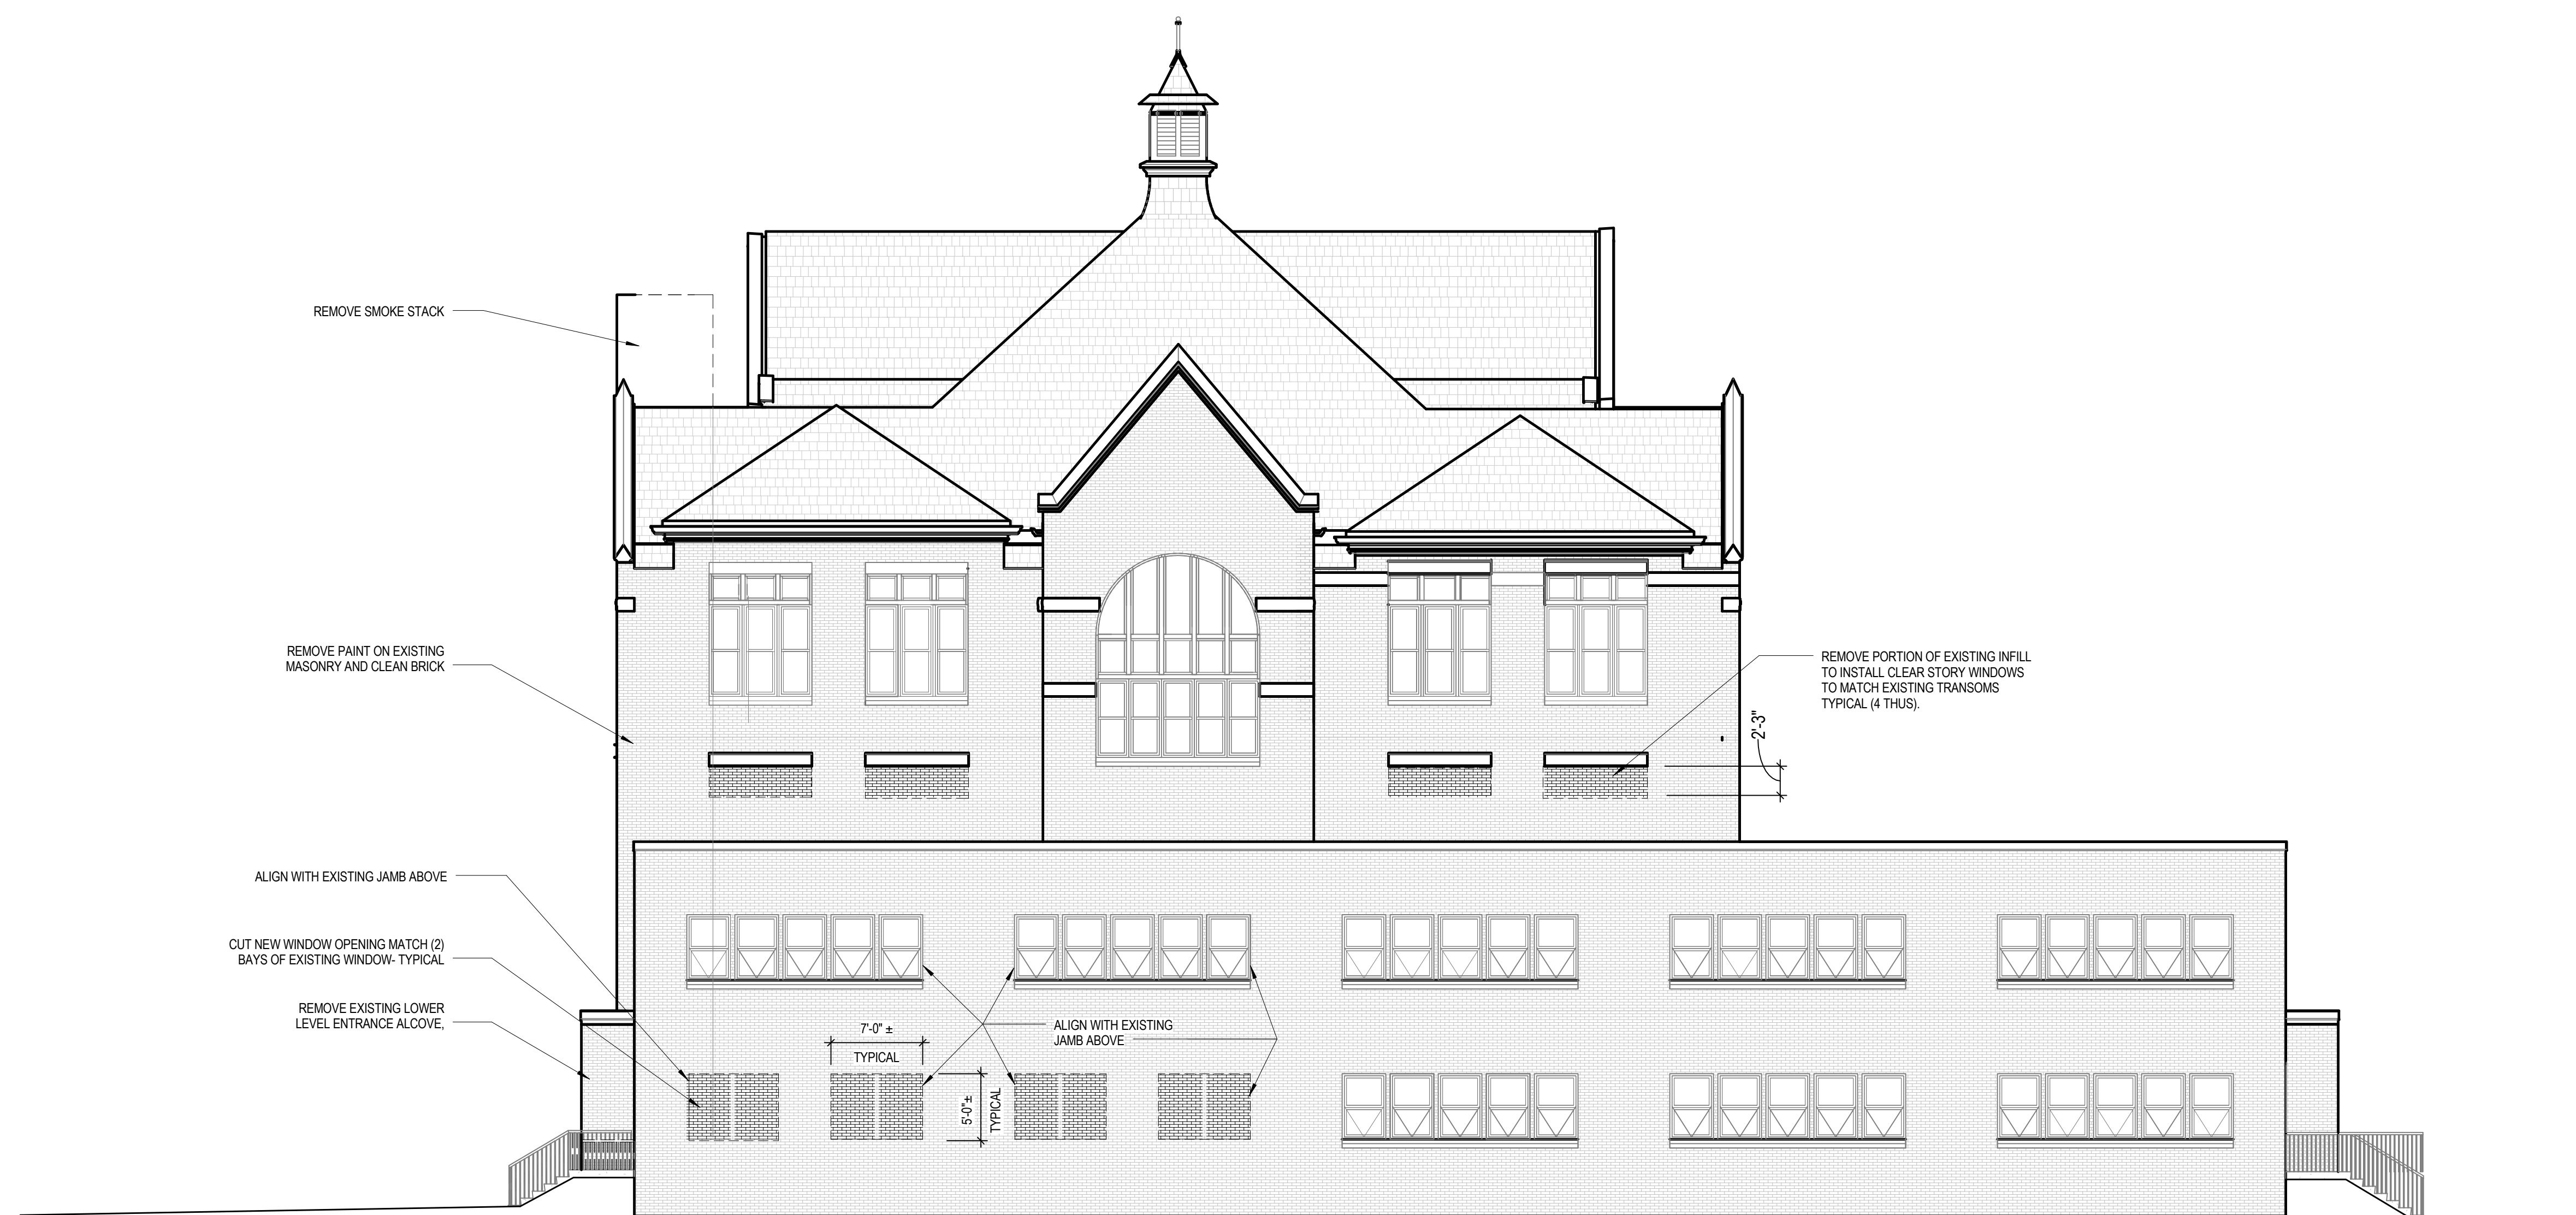 REMOVE SMOKE STACK
REMOVE PAINT ON EXISTING
MASONRY AND CLEAN BRICK
REMOVE PORTION OF EXISTING INFILL
TO INSTALL CLEAR STORY WINDOWS
TO MATCH EXISTING TRANSOMS
TYPICAL (4 THUS).
2'-3"
ALIGN WITH EXISTING JAMB ABOVE
CUT NEW WINDOW OPENING MATCH (2)
BAYS OF EXISTING WINDOW- TYPICAL
REMOVE EXISTING LOWER
LEVEL ENTRANCE ALCOVE,
7'-0" ±
TYPICAL
ALIGN WITH EXISTING
JAMB ABOVE
5'-0"±
TYPICAL